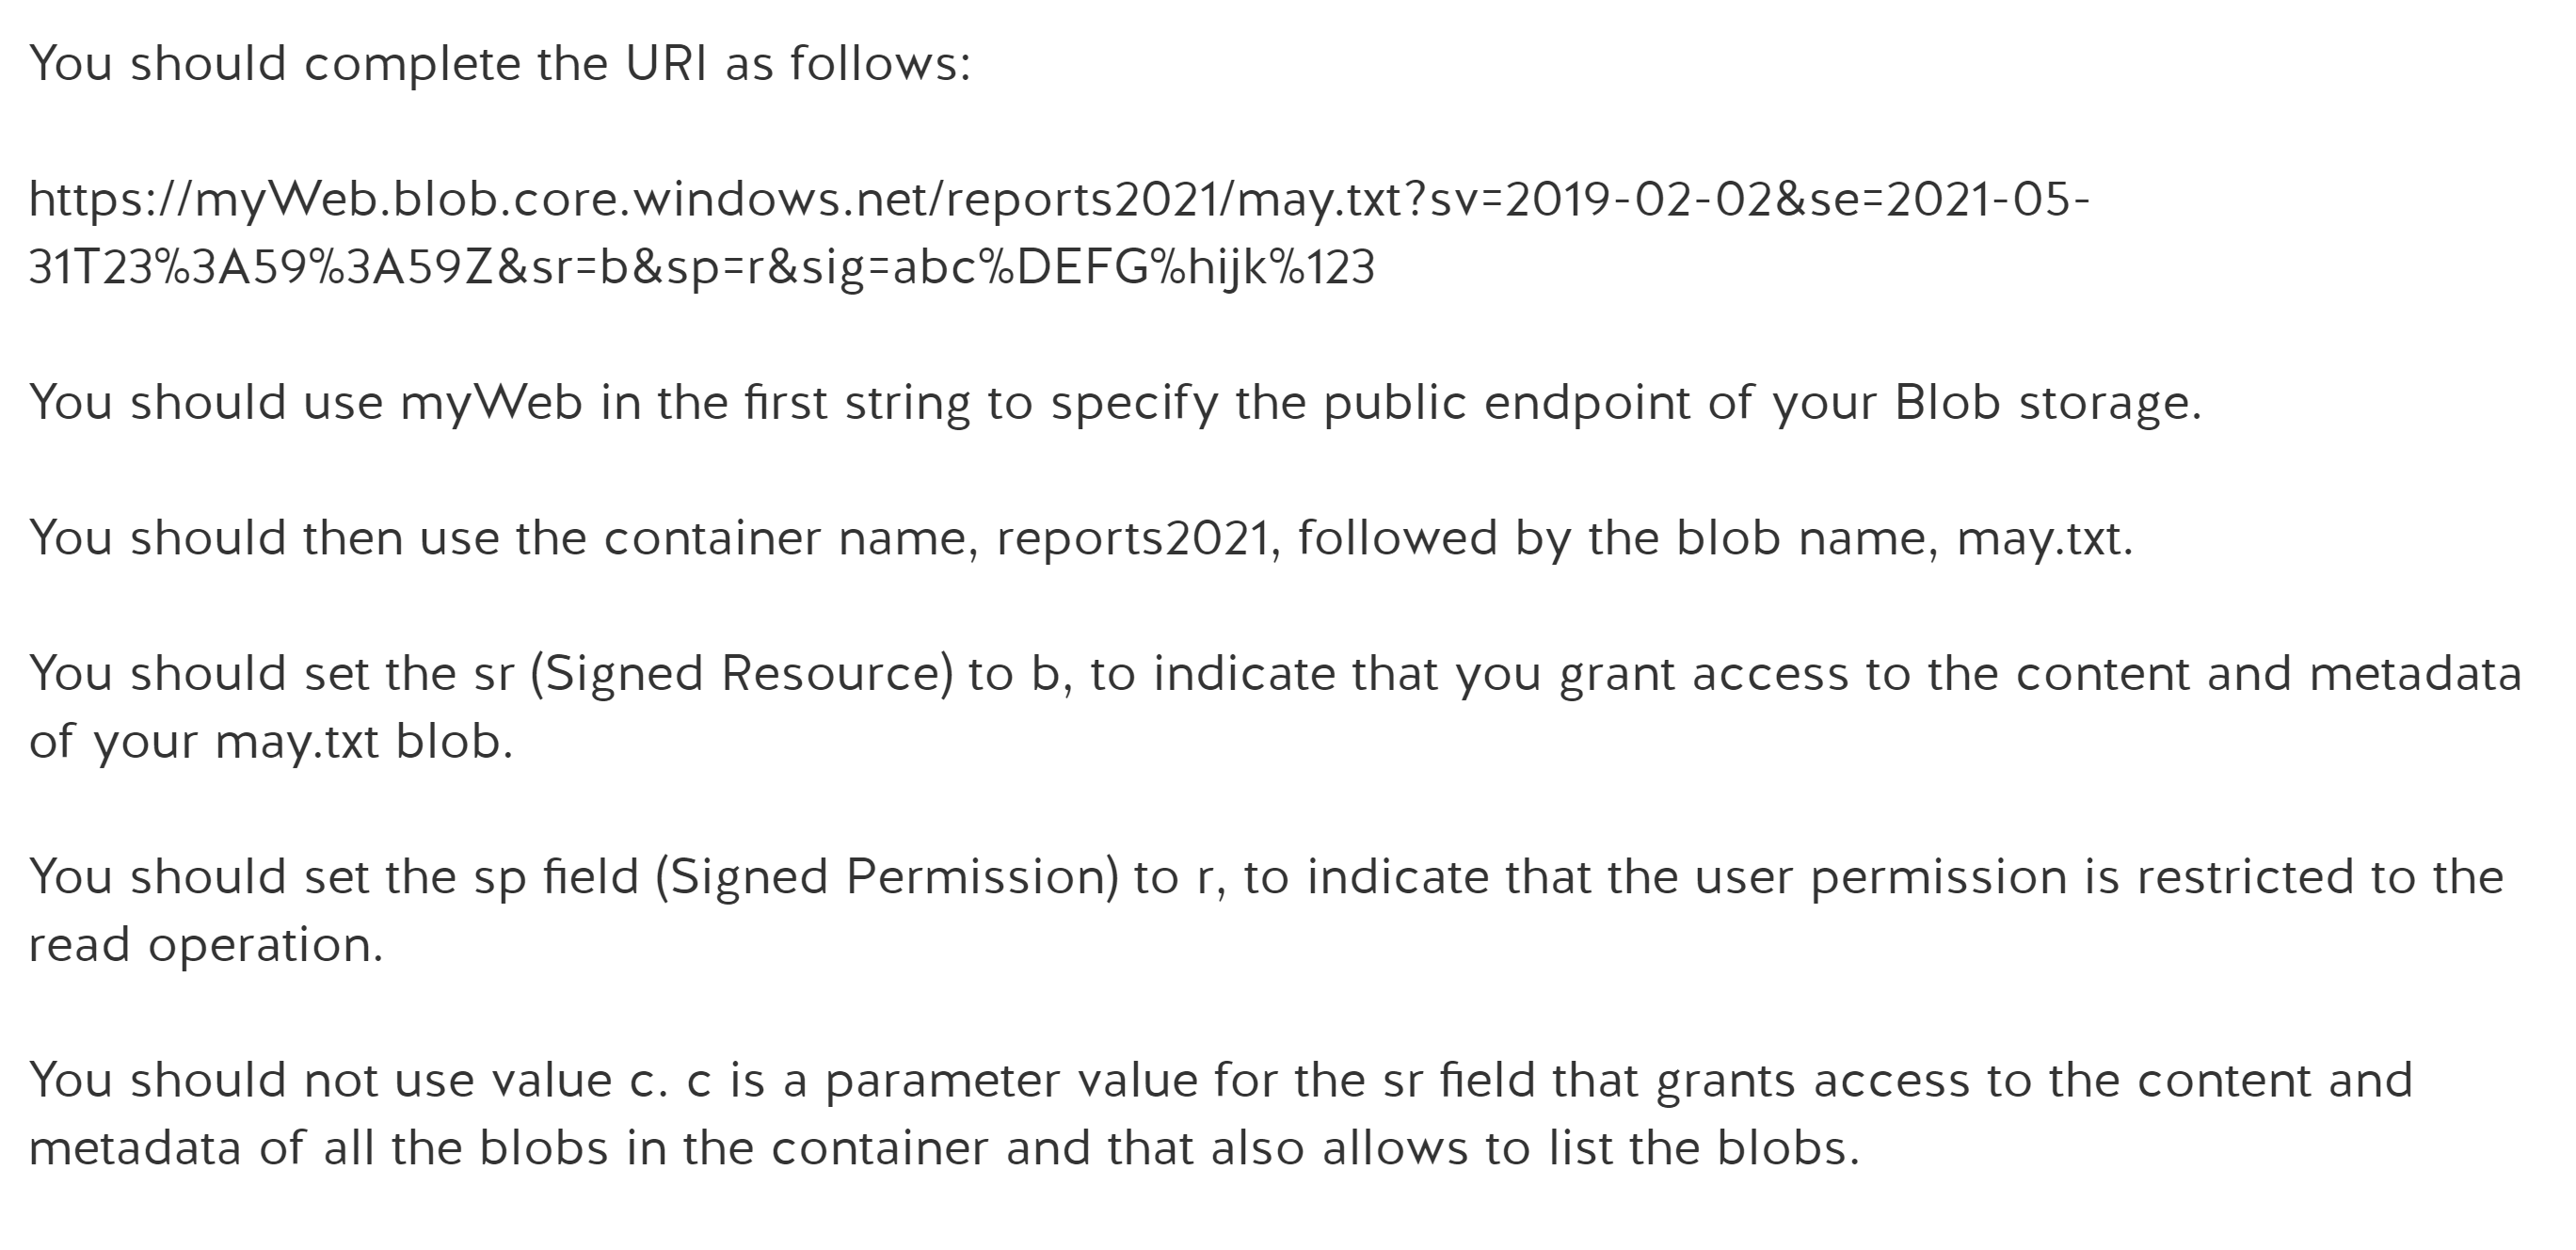 You should complete the URI as follows:
https://myWeb.blob.core.windows.net/reports2021/may.txt?sv=2019-02-02&se=2021-05-
31T23%3A59%3A59Z&sr=b&sp=r&sig=abc%DEFG%hijk%123
You should use myWeb in the first string to specify the public endpoint of your Blob storage.
You should then use the container name, reports2021, followed by the blob name, may.txt.
You should set the sr (Signed Resource) to b, to indicate that you grant access to the content and metadata
of your may.txt blob.
You should set the sp field (Signed Permission) to r, to indicate that the user permission is restricted to the
read operation.
You should not use value c. c is a parameter value for the sr field that grants access to the content and
metadata of all the blobs in the container and that also allows to list the blobs.